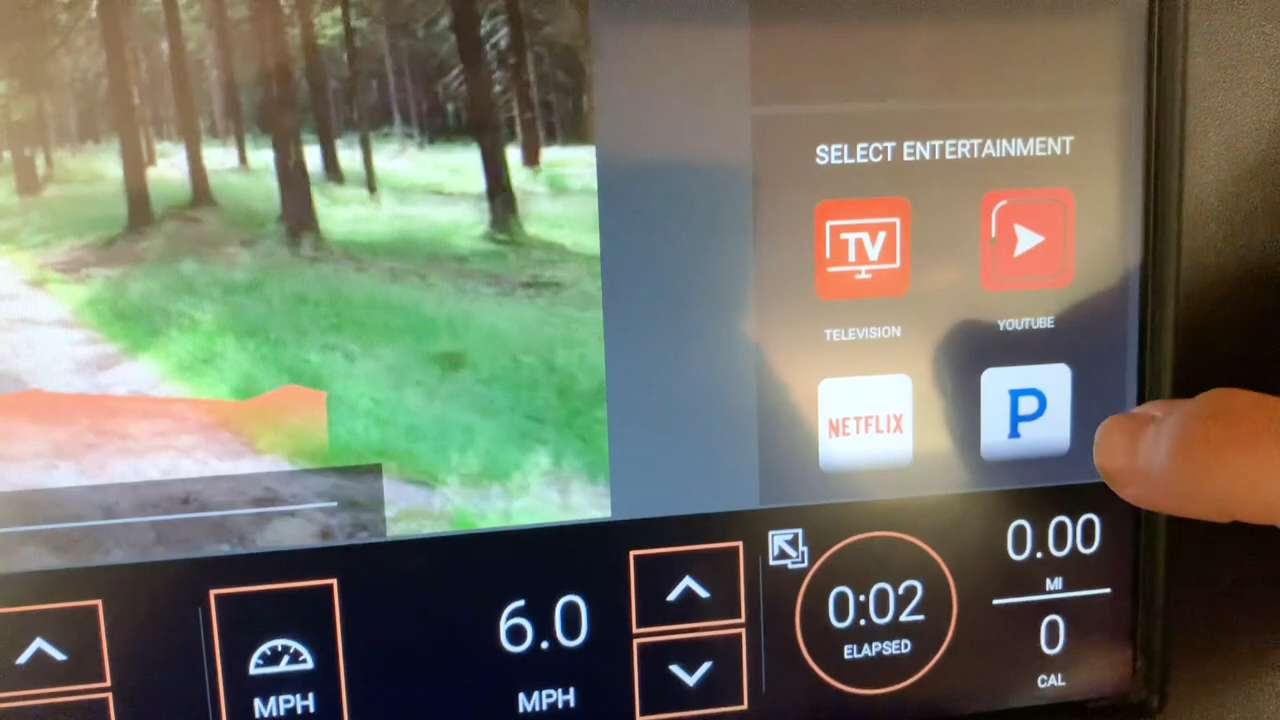 SELECT ENTERTAINMENT
TV
TELEVISION
YOUTUBE
NETFLIX
P
MPH
6.0
MPH
0:02
ELAPSED
0.00
MI
0
CAL